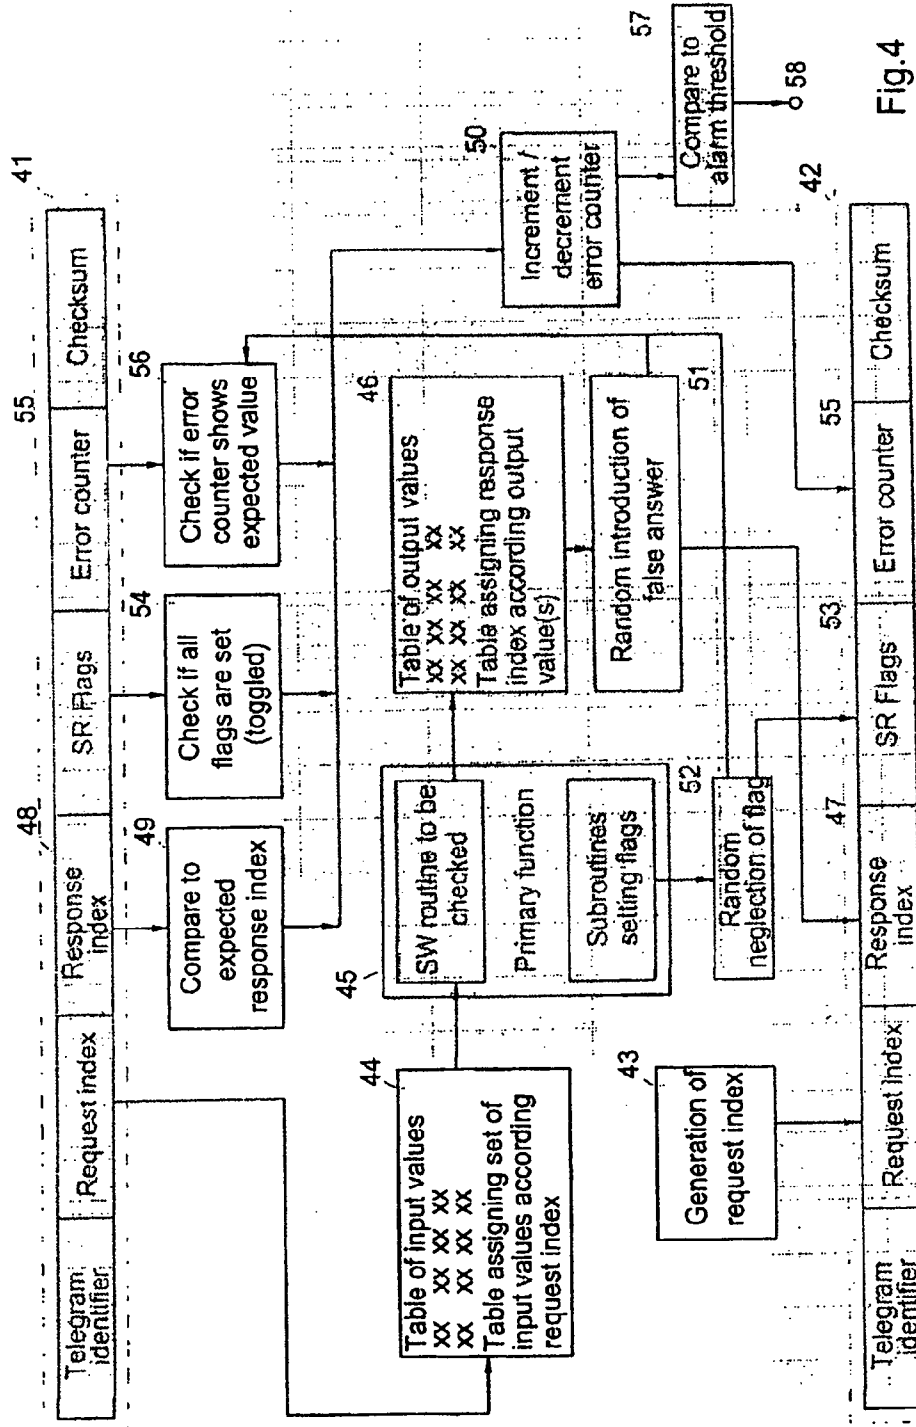 41
Telegram
identifier
Request index
Response
index
48
SR Flags
Error counter
55
Checksum
49
Compare to
expected
response index
54
Check if all
flags are set
(toggled)
56
Check if error
counter shows
expected value
44
Table of input values
xx xx xx xx
xx xx xx xx
Table assigning set of
input values according
request index
45
SW routine to be
checked
Primary function
Subroutines
setting flags
46
Table of output values
xx xx xx xx
xx xx xx xx
Table assigning response
index according output
value(s)
50
Increment /
decrement
error counter
43
Generation of
request index
52
Random
neglection of flag
51
Random introduction of
false answer
57
Compare to
alarm threshold
58
42
Telegram
identifier
Request index
Response
index
47
SR Flags
53
Error counter
55
Checksum
Fig.4